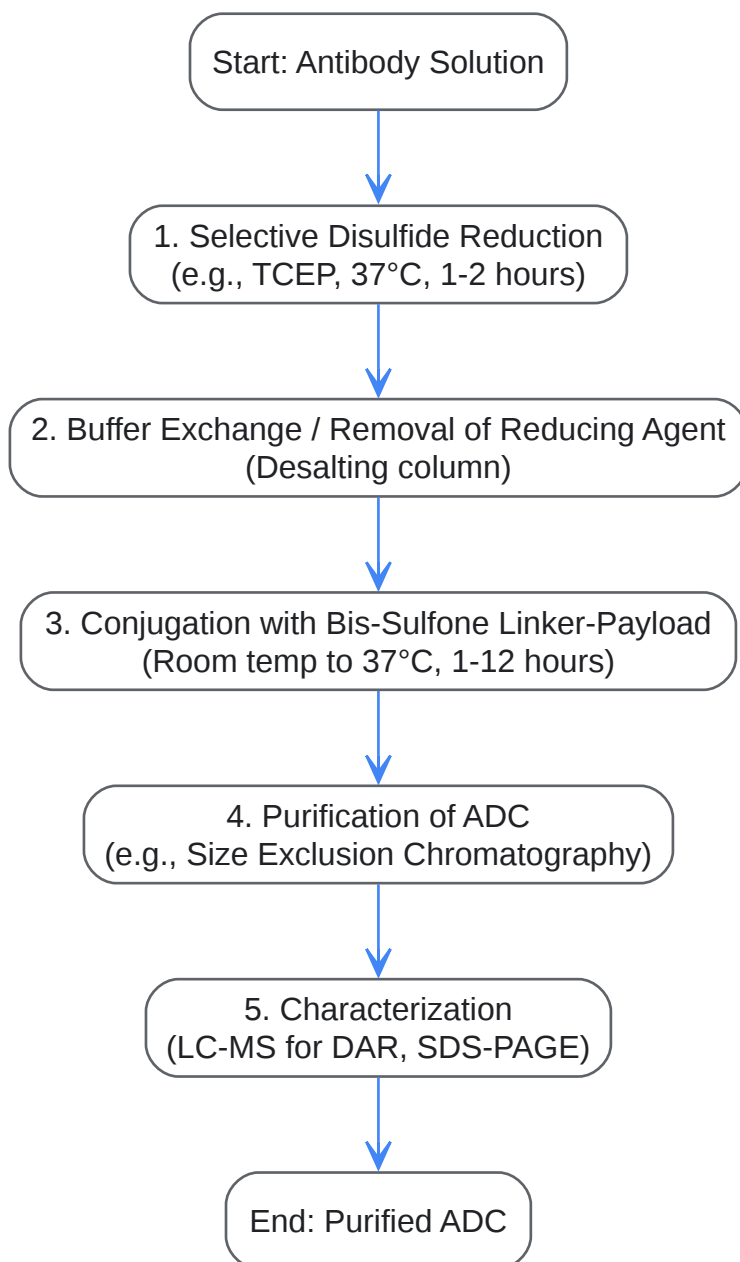 Start: Antibody Solution
1. Selective Disulfide Reduction
(e.g., TCEP, 37°C, 1-2 hours)
2. Buffer Exchange / Removal of Reducing Agent
(Desalting column)
3. Conjugation with Bis-Sulfone Linker-Payload
(Room temp to 37°C, 1-12 hours)
4. Purification of ADC
(e.g., Size Exclusion Chromatography)
5. Characterization
(LC-MS for DAR, SDS-PAGE)
End: Purified ADC